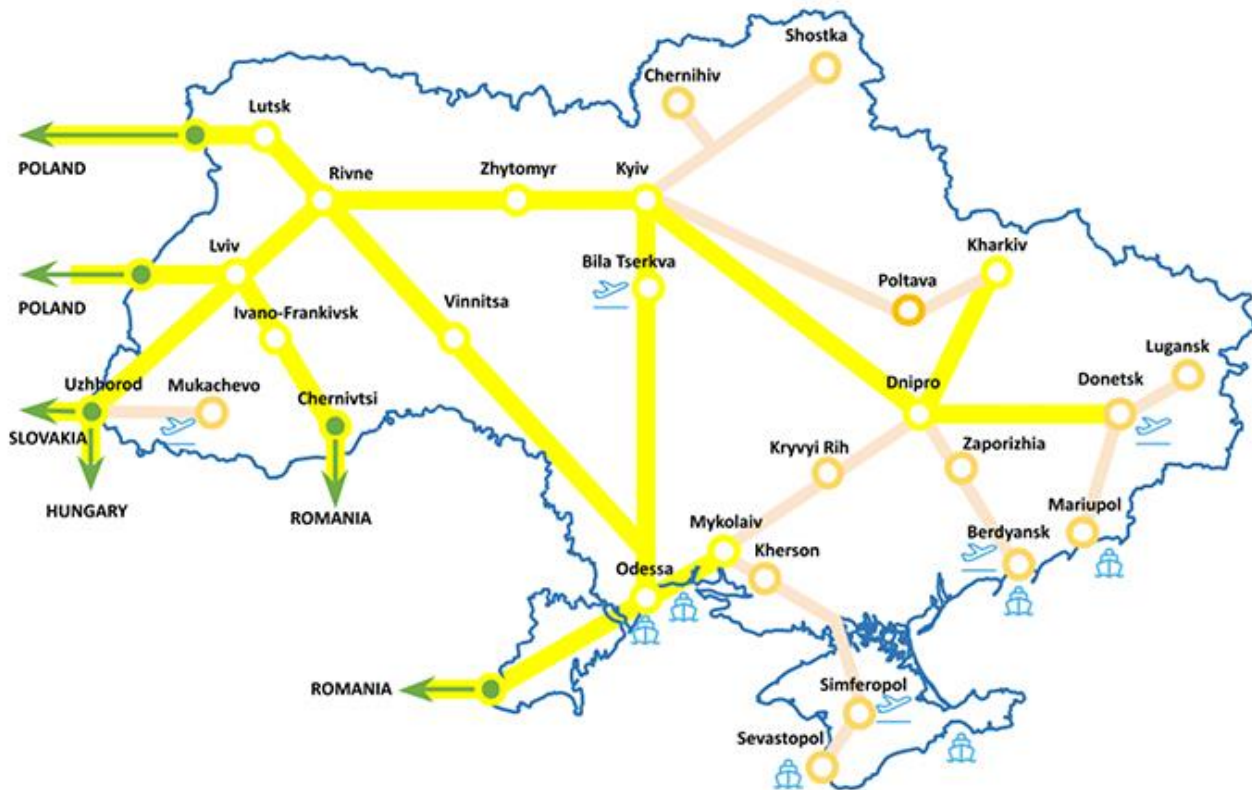 Shostka
Chernihiv
Lutsk
POLAND
Rivne
Zhytomyr
Kyiv
Lviv
Bila Tserkva
Kharkiv
POLAND
Poltava
Ivano-Frankivsk
Vinnitsa
Lugansk
Uzhborod
Mukachevo
Chernivtsi
Dnipro
Donetsk
SLOVAKIA
Kryvyi Rih
Zaporizhia
HUNGARY
ROMANIA
Mykolaiv
Mariupol
Berdyansk
Kherson
Odessa
ROMANIA
Simferopol
Sevastopol